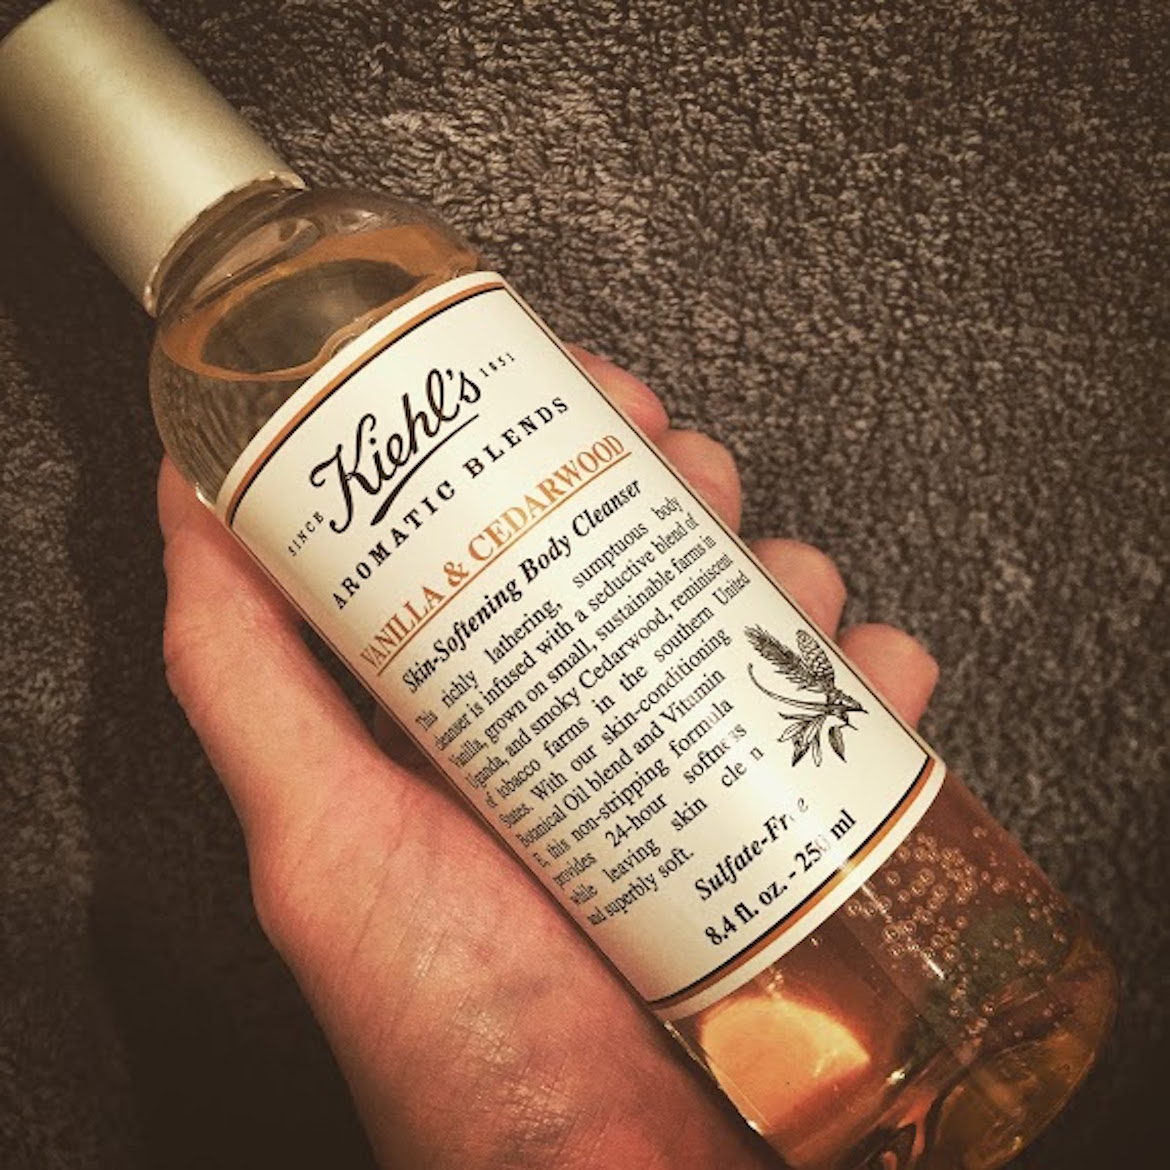 SINCE Kiehl's 1851
AROMATIC BLENDS
VANILLA & CEDARWOOD
Skin-Softening Body Cleanser
This richly lathering, sumptuous body
cleanser is infused with a seductive blend of
Vanilla, grown on small, sustainable farms in
Uganda, and smoky Cedarwood, reminiscent
of tobacco farms in the southern United
States. With our skin-conditioning
Botanical Oil blend and Vitamin
E, this non-stripping formula
provides 24-hour softness
while leaving skin clean
and superbly soft.
Sulfate-Free
8.4 fl. oz. - 250 ml